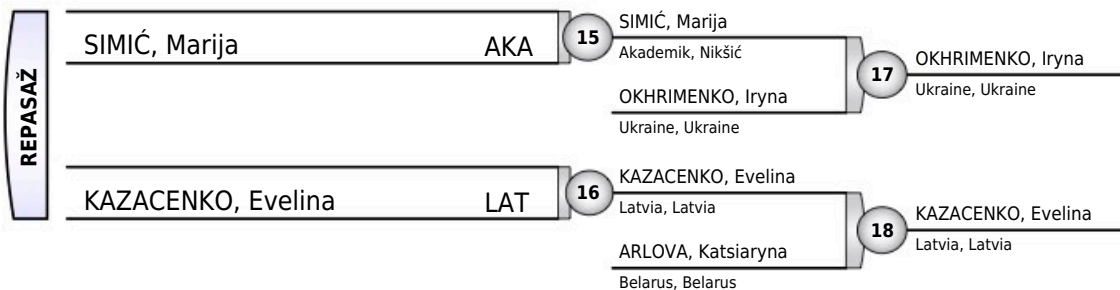 REPASAŽ
SIMIĆ, Marija AKA
15
SIMIĆ, Marija
Akademik, Nikšić
OKHRIMENKO, Iryna
Ukraine, Ukraine
17
OKHRIMENKO, Iryna
Ukraine, Ukraine
KAZACENKO, Evelina LAT
16
KAZACENKO, Evelina
Latvia, Latvia
ARLOVA, Katsiaryna
Belarus, Belarus
18
KAZACENKO, Evelina
Latvia, Latvia